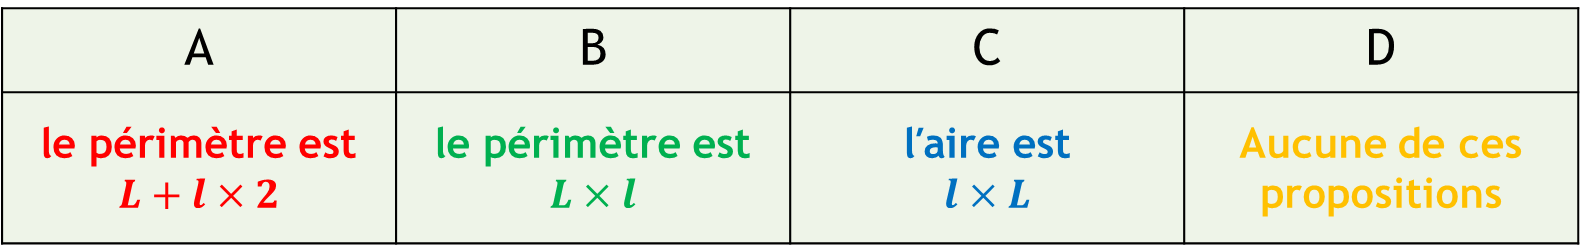 A B C D
le périmètre est le périmètre est l’aire est Aucune de ces
L + l × 2 L × l l × L propositions